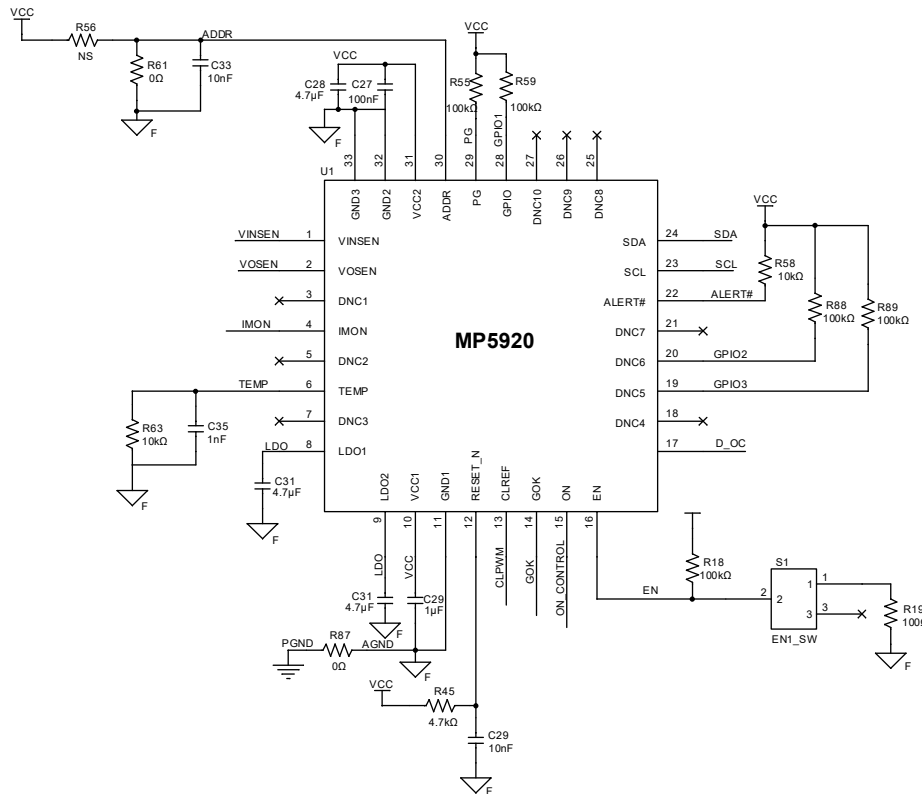 VCC
R56
NS
ADDR
R61
0Ω
C33
10nF
F
VCC
C28
4.7µF
C27
100nF
F
VCC
R55
100kΩ
R59
100kΩ
PG
GPIO1
33
32
31
30
29
28
27
26
25
U1
GND3
GND2
VCC2
ADDR
PG
GPIO
DNC10
DNC9
DNC8
VINSEN
1
VINSEN
VOSEN
2
VOSEN
3
DNC1
IMON
4
IMON
5
DNC2
TEMP
6
TEMP
7
DNC3
LDO
8
LDO1
MP5920
SDA
24
SDA
SCL
23
SCL
ALERT#
22
ALERT#
DNC7
21
DNC6
20
GPIO2
DNC5
19
GPIO3
DNC4
18
17
D_OC
VCC
R58
10kΩ
R88
100kΩ
R89
100kΩ
R63
10kΩ
C35
1nF
F
C31
4.7µF
F
LDO2
VCC1
GND1
RESET_N
CLREF
GOK
ON
EN
9
10
11
12
13
14
15
16
LDO
VCC
CLPWM
GOK
ON_CONTROL
C31
4.7µF
F
C29
1µF
PGND
R87
0Ω
AGND
F
VCC
R45
4.7kΩ
C29
10nF
F
EN
R18
100kΩ
S1
2
2
1
1
3
3
EN1_SW
R19
100Ω
F